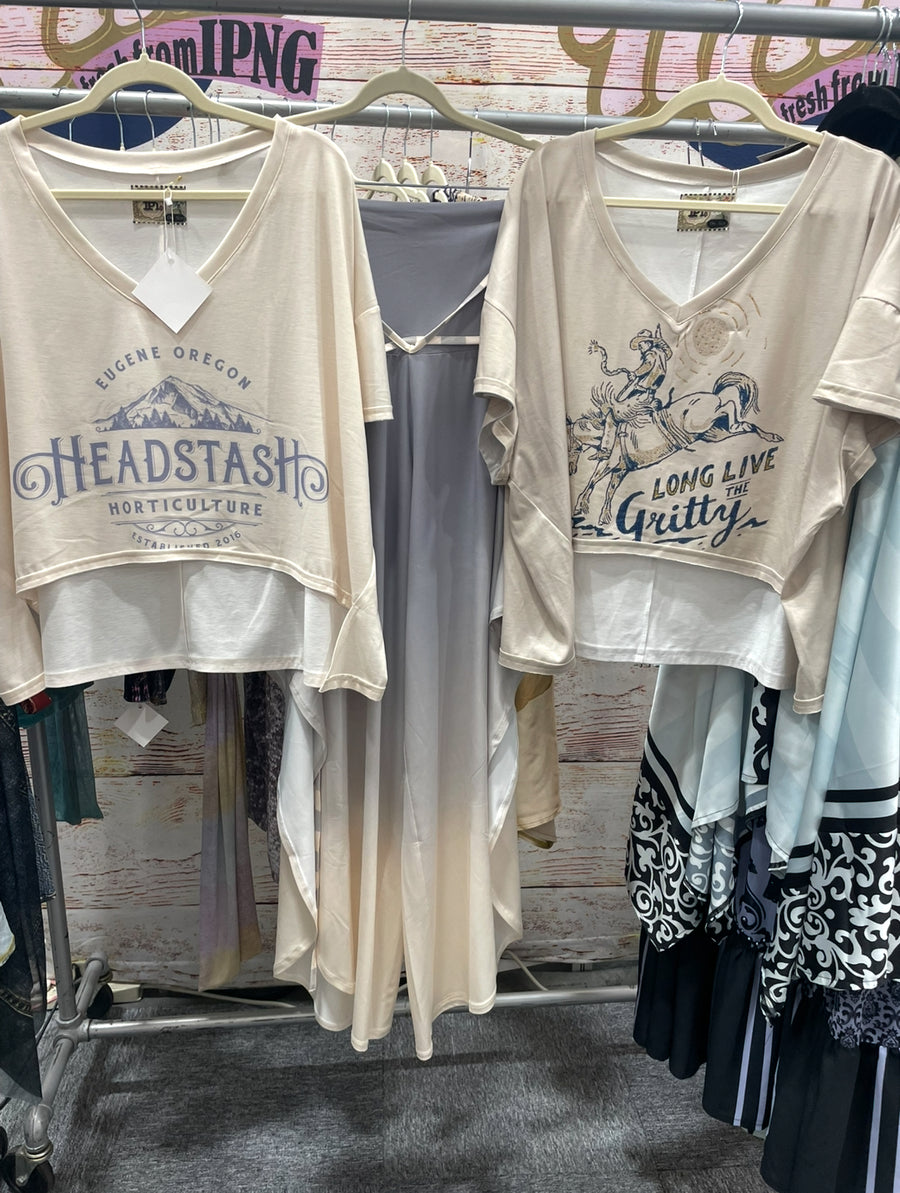 fresh from IPNG
fresh from
EUGENE OREGON
HEADSTASH
HORTICULTURE
ESTABLISHED 2016
LONG LIVE
THE
Gritty